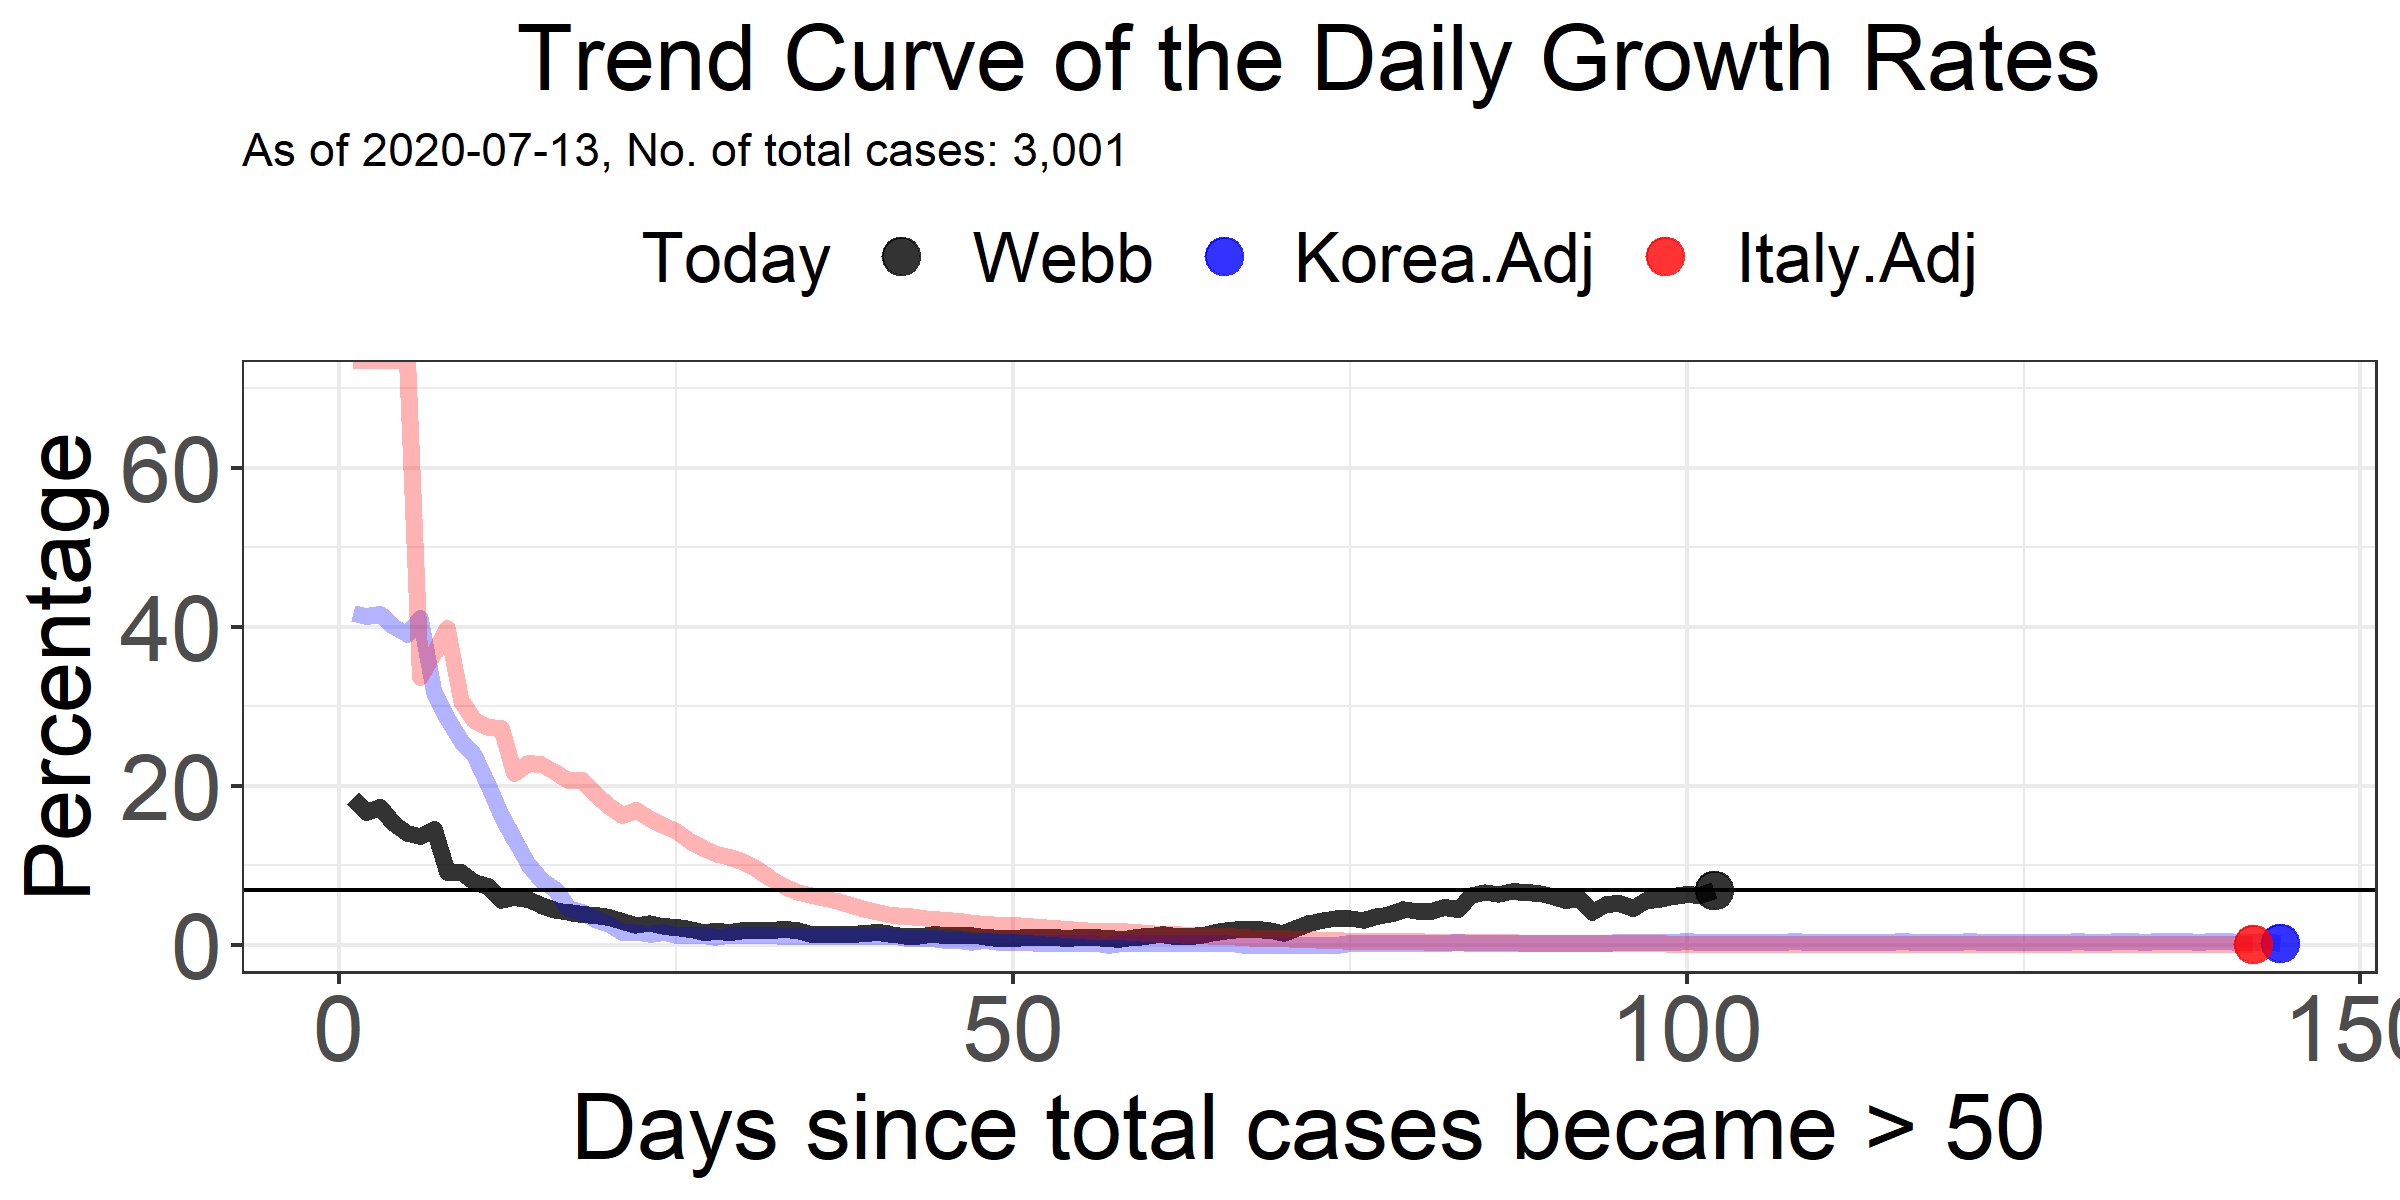 Trend Curve of the Daily Growth Rates
As of 2020-07-13, No. of total cases: 3,001
Today Webb Korea.Adj Italy.Adj
Percentage
60
40
20
0
0 50 100 150
Days since total cases became > 50